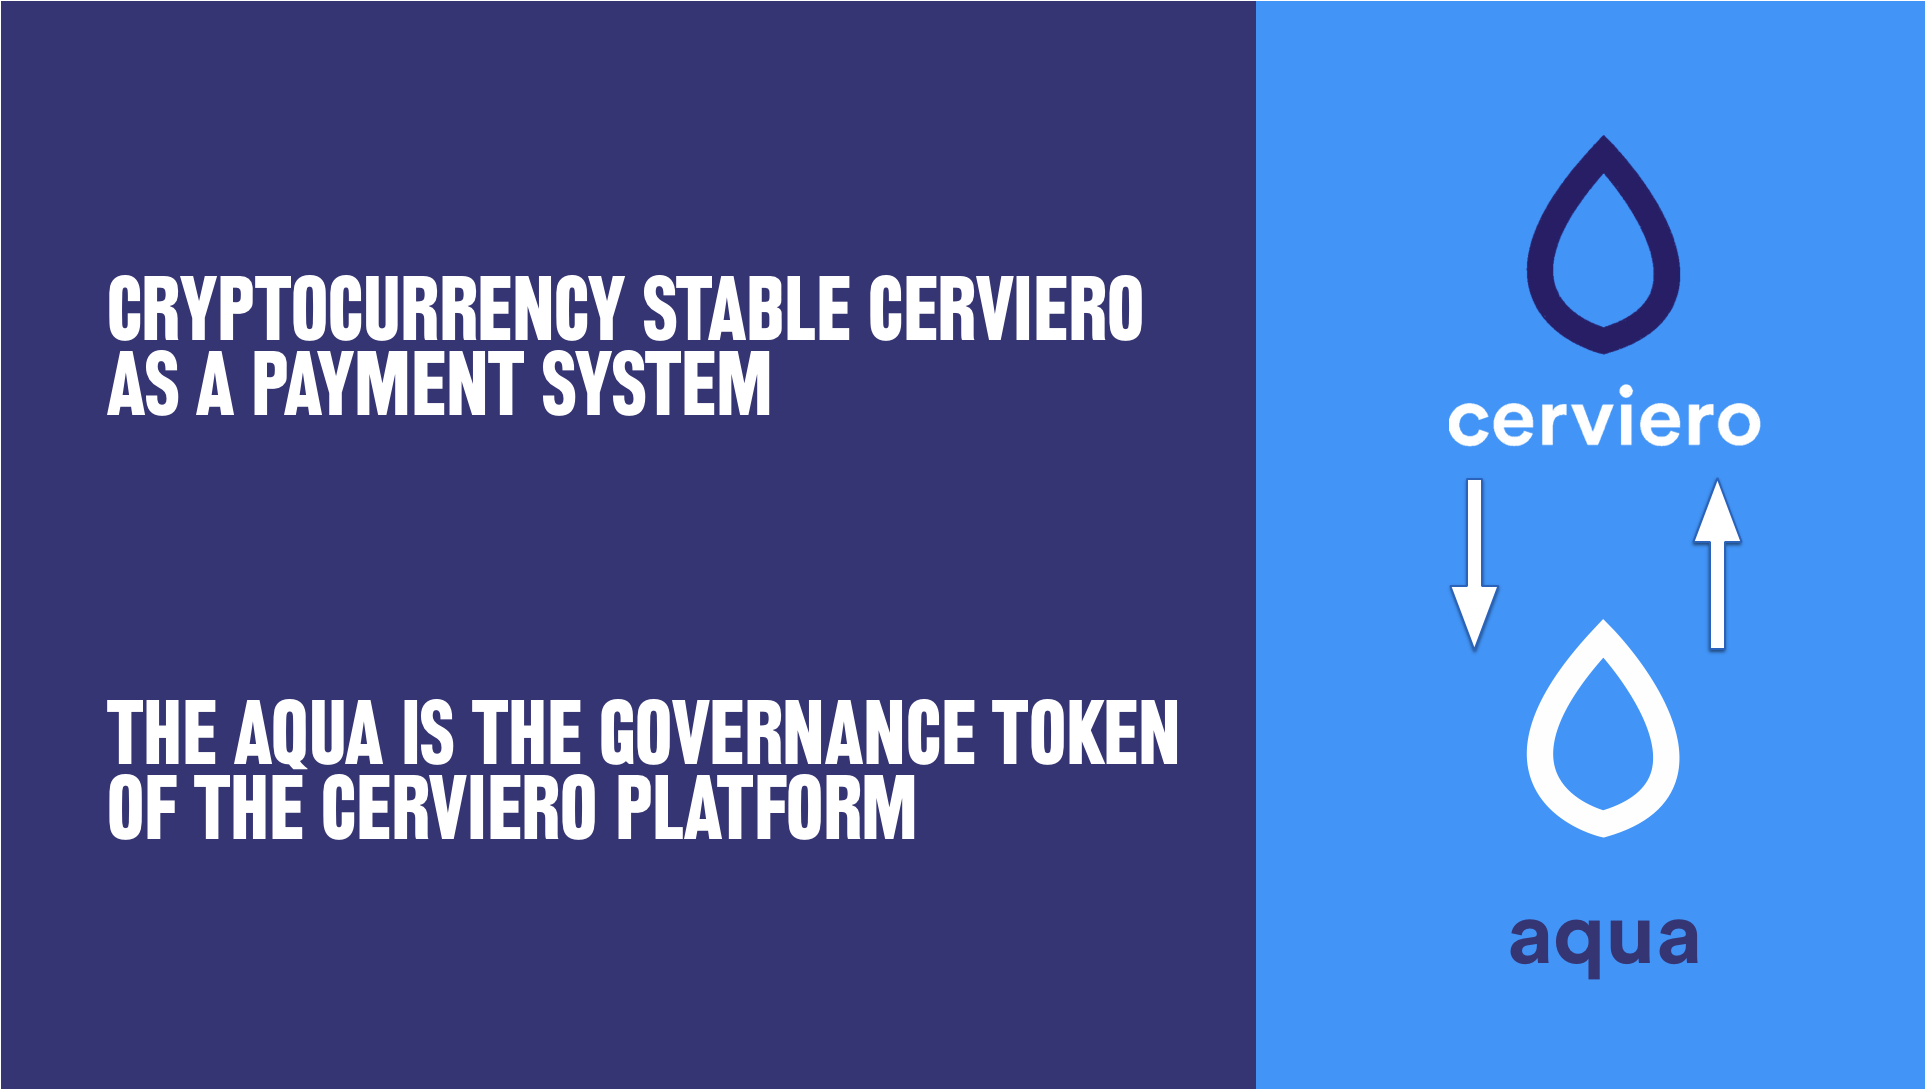 CRYPTOCURRENCY STABLE CERVIERO
AS A PAYMENT SYSTEM
THE AQUA IS THE GOVERNANCE TOKEN
OF THE CERVIERO PLATFORM
cerviero
aqua